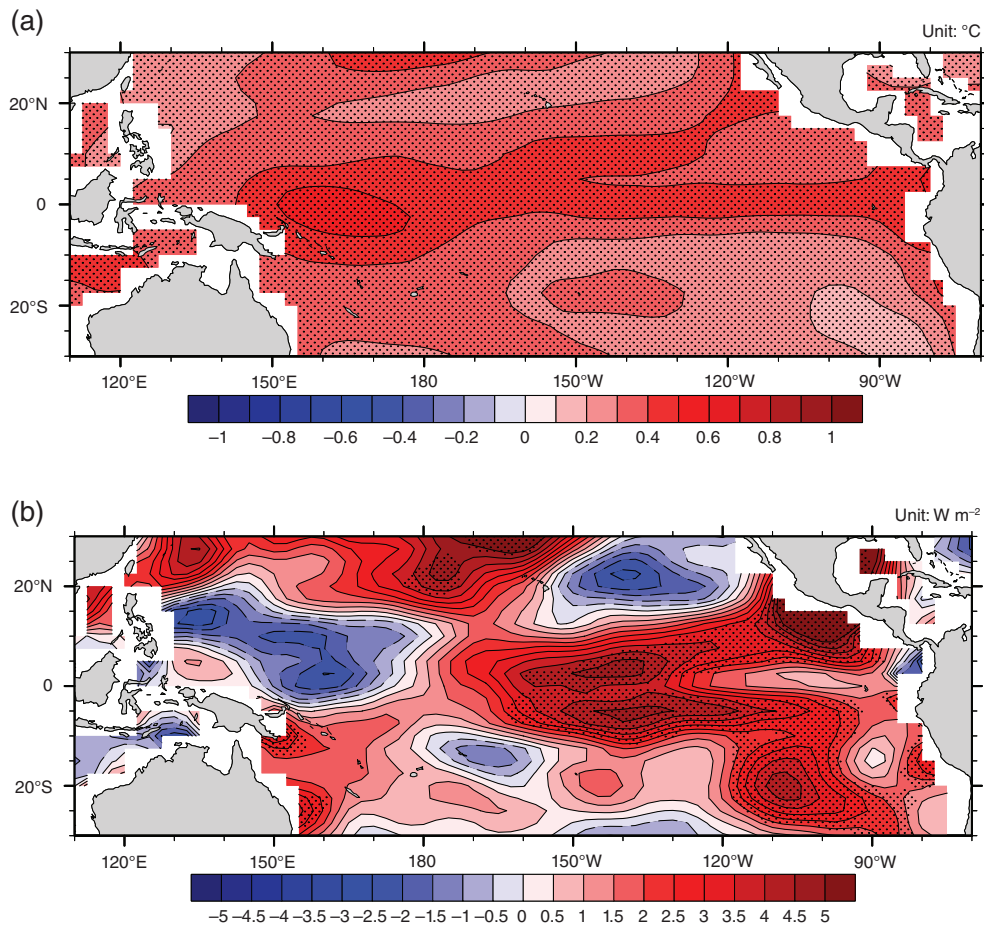 (a)
Unit: °C
20°N
0
20°S
120°E 150°E 180 150°W 120°W 90°W
−1 −0.8 −0.6 −0.4 −0.2 0 0.2 0.4 0.6 0.8 1
(b)
Unit: W m⁻²
20°N
0
20°S
120°E 150°E 180 150°W 120°W 90°W
−5 −4.5 −4 −3.5 −3 −2.5 −2 −1.5 −1 −0.5 0 0.5 1 1.5 2 2.5 3 3.5 4 4.5 5